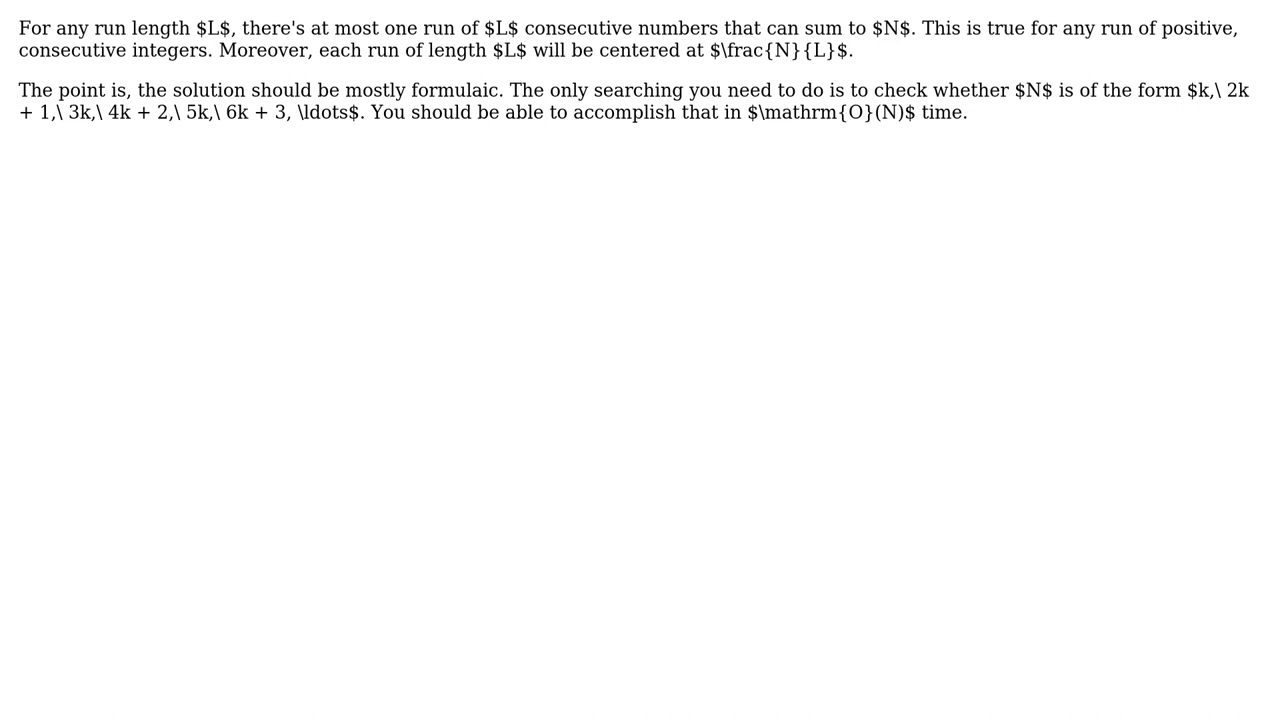 For any run length $L$, there's at most one run of $L$ consecutive numbers that can sum to $N$. This is true for any run of positive,
consecutive integers. Moreover, each run of length $L$ will be centered at $\frac{N}{L}$.
The point is, the solution should be mostly formulaic. The only searching you need to do is to check whether $N$ is of the form $k,\ 2k
+ 1,\ 3k,\ 4k + 2,\ 5k,\ 6k + 3, \ldots$. You should be able to accomplish that in $\mathrm{O}(N)$ time.